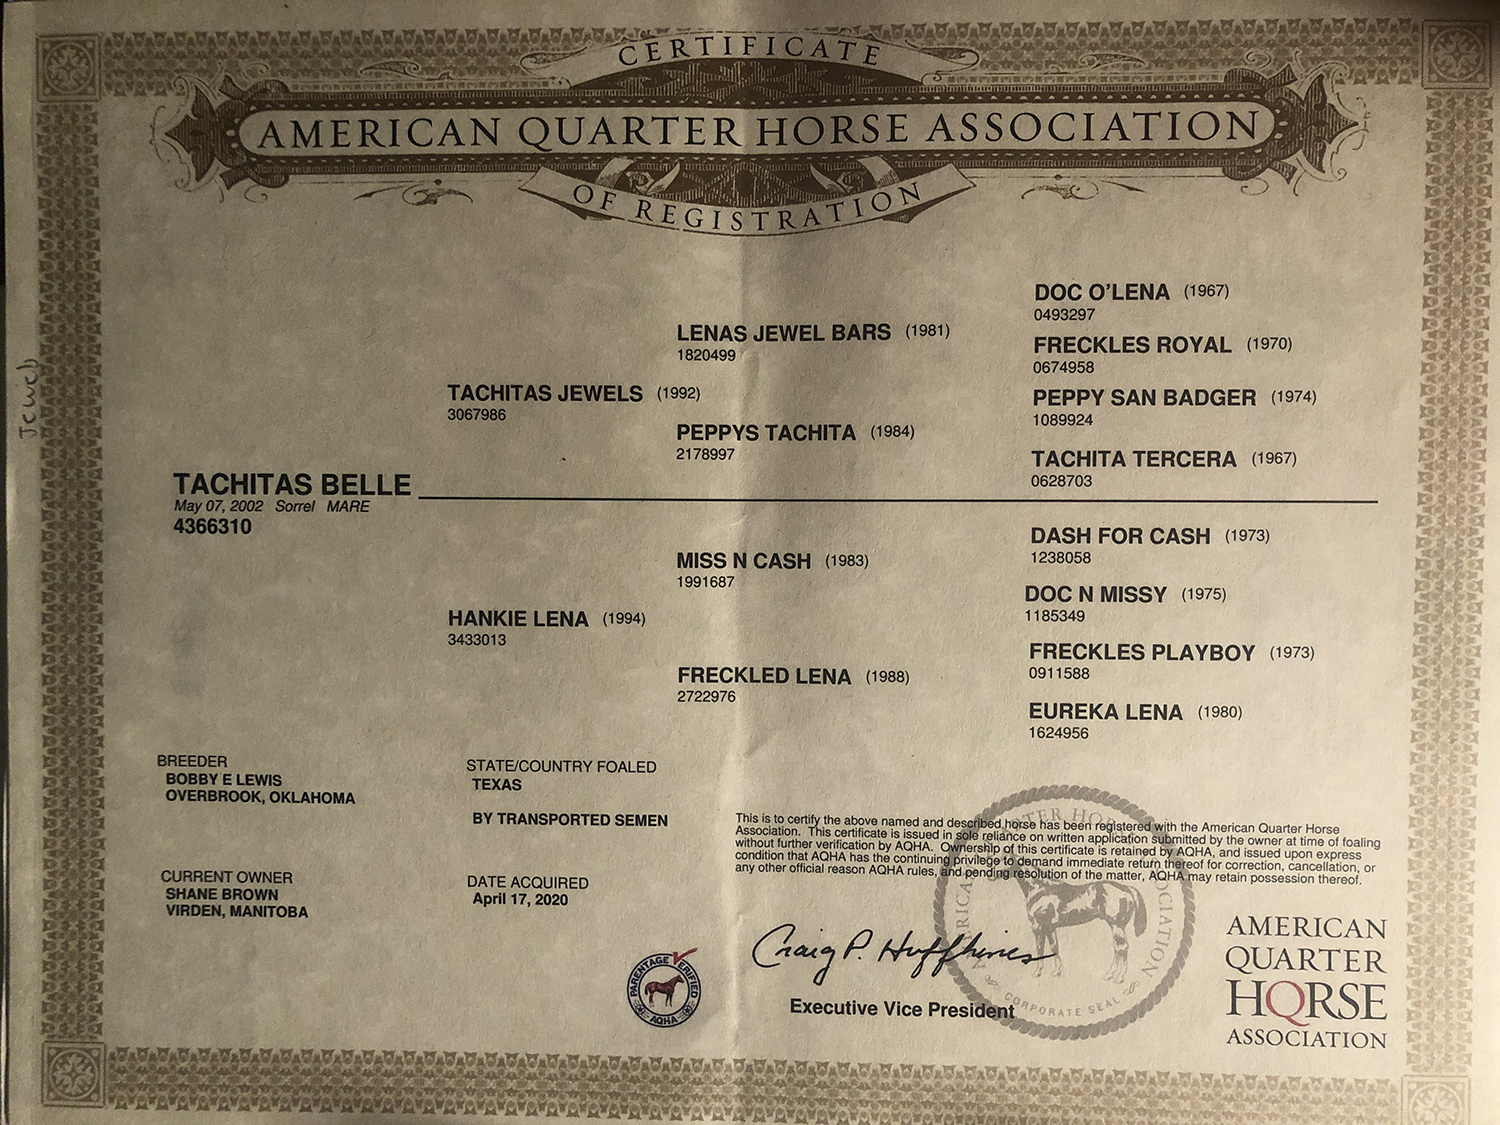 CERTIFICATE
AMERICAN QUARTER HORSE ASSOCIATION
OF REGISTRATION
DOC O'LENA (1967)
0493297
LENAS JEWEL BARS (1981)
1820499
FRECKLES ROYAL (1970)
0674958
TACHITAS JEWELS (1992)
3067986
PEPPY SAN BADGER (1974)
1089924
PEPPYS TACHITA (1984)
2178997
TACHITA TERCERA (1967)
0628703
Jewels
TACHITAS BELLE
May 07, 2002 Sorrel MARE
4366310
DASH FOR CASH (1973)
1238058
MISS N CASH (1983)
1991687
DOC N MISSY (1975)
1185349
HANKIE LENA (1994)
3433013
FRECKLES PLAYBOY (1973)
0911588
FRECKLED LENA (1988)
2722976
EUREKA LENA (1980)
1624956
BREEDER
BOBBY E LEWIS
OVERBROOK, OKLAHOMA
STATE/COUNTRY FOALED
TEXAS
BY TRANSPORTED SEMEN
CURRENT OWNER
SHANE BROWN
VIRDEN, MANITOBA
DATE ACQUIRED
April 17, 2020
This is to certify the above named and described horse has been registered with the American Quarter Horse
Association. This certificate is issued in sole reliance on written application submitted by the owner at time of foaling
without further verification by AQHA. Ownership of this certificate is retained by AQHA, and issued upon express
condition that AQHA has the continuing privilege to demand immediate return thereof for correction, cancellation, or
any other official reason AQHA rules, and pending resolution of the matter, AQHA may retain possession thereof.
Craig P. Huffhines
Executive Vice President
PARENTAGE VERIFIED
AQHA
CORPORATE SEAL
AMERICAN
QUARTER
HORSE
ASSOCIATION